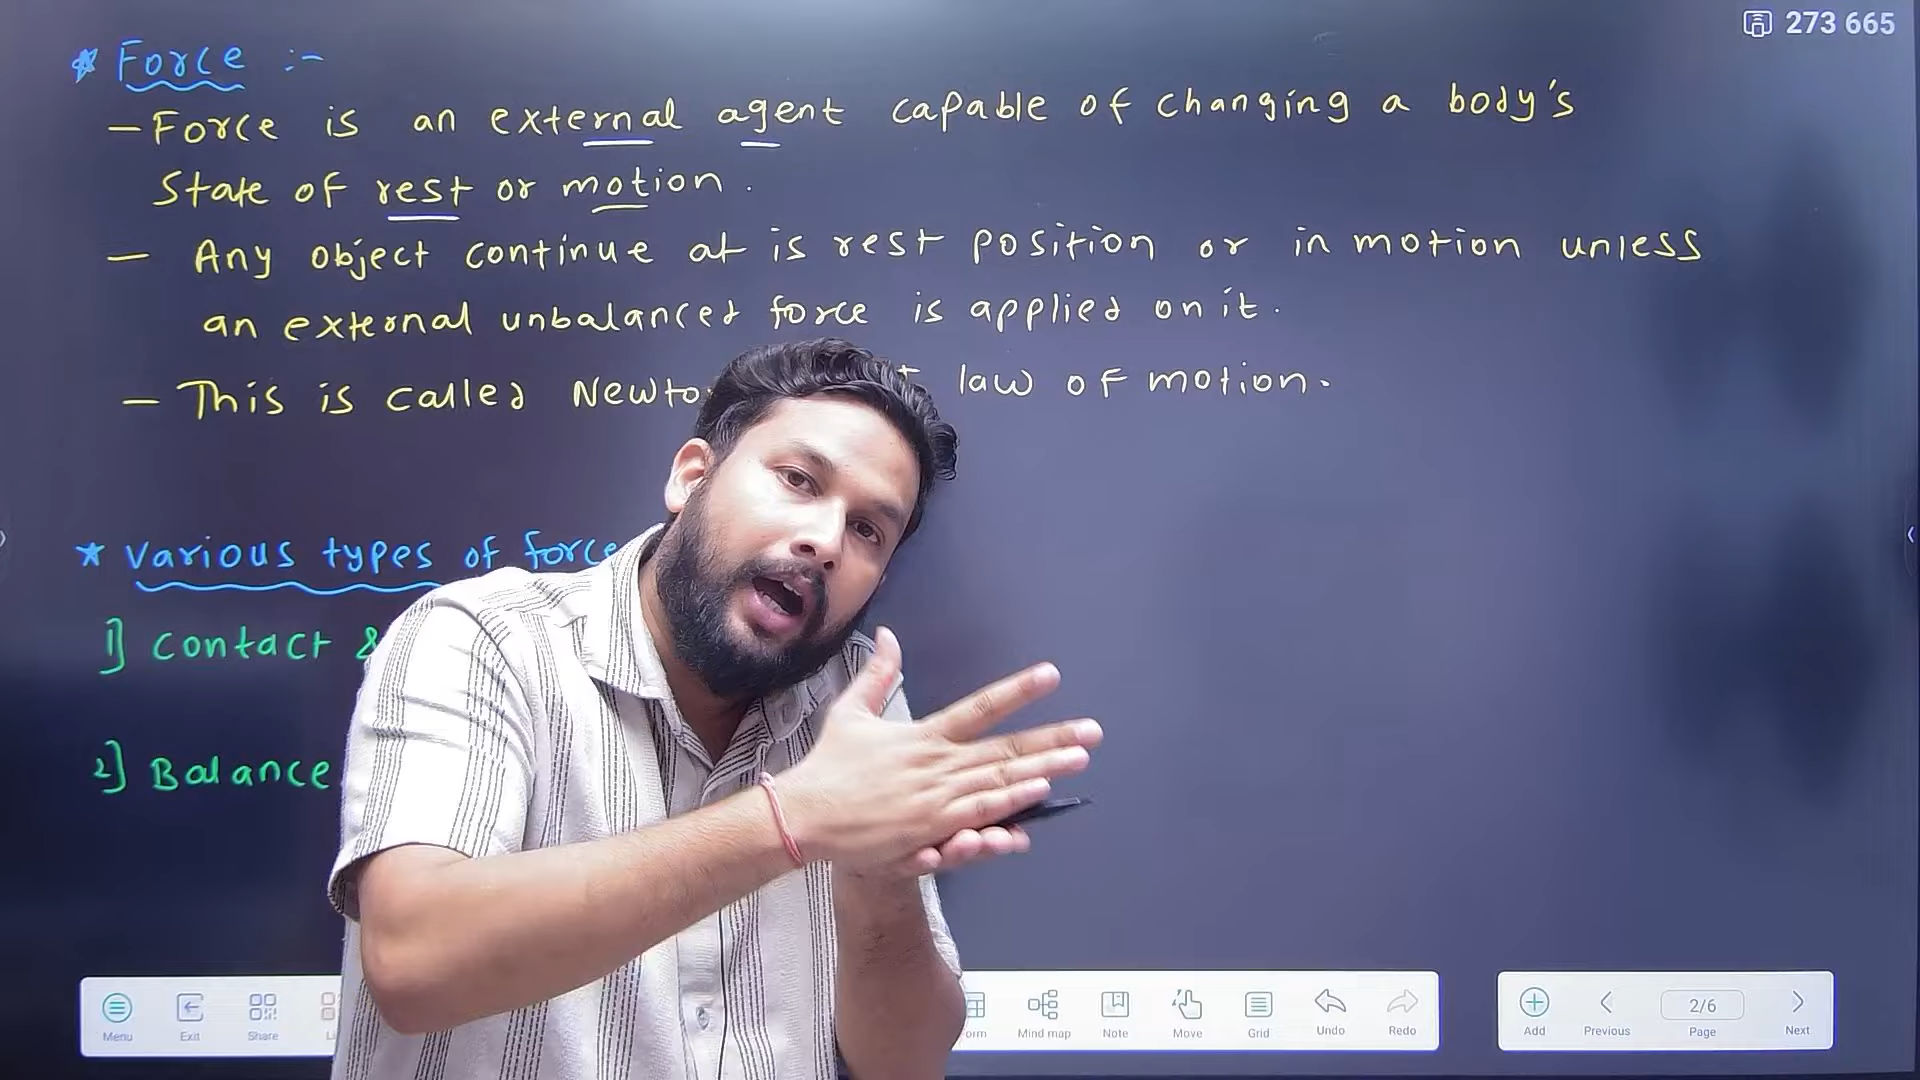 273 665
* Force :-
– Force is an external agent capable of changing a body's
state of rest or motion.
– Any object continue at is rest position or in motion unless
an external unbalanced force is applied on it.
– This is called law of motion.
* Various types of force
1] Contact &
2] Balance
Menu Exit Share Mind map Note Move Grid Undo Redo
Add Previous 2/6 Page Next